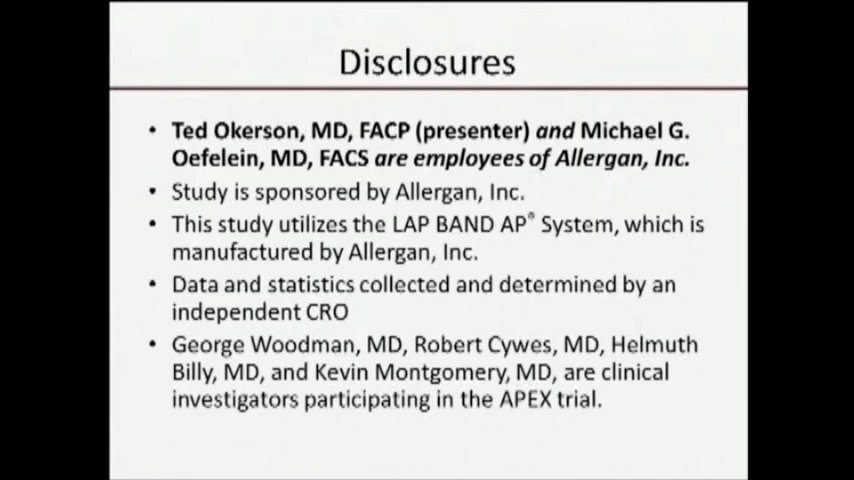 Disclosures
• Ted Okerson, MD, FACP (presenter) and Michael G.
Oefelein, MD, FACS are employees of Allergan, Inc.
• Study is sponsored by Allergan, Inc.
• This study utilizes the LAP BAND AP® System, which is
manufactured by Allergan, Inc.
• Data and statistics collected and determined by an
independent CRO
• George Woodman, MD, Robert Cywes, MD, Helmuth
Billy, MD, and Kevin Montgomery, MD, are clinical
investigators participating in the APEX trial.